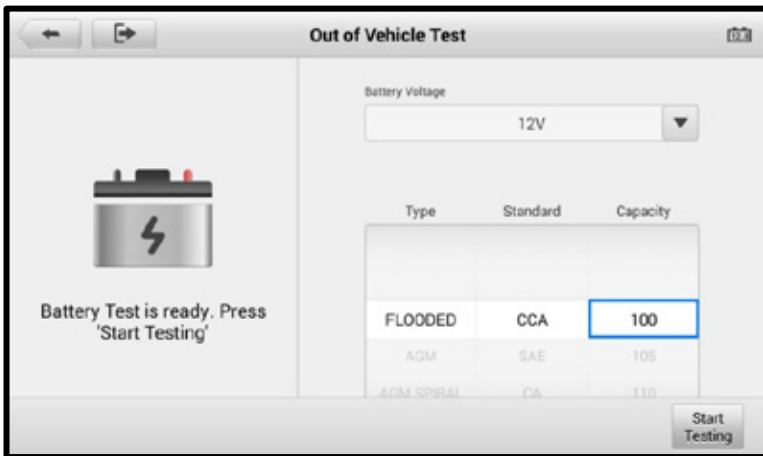 Out of Vehicle Test
Battery Voltage
12V
Type Standard Capacity
FLOODED CCA 100
AGM SAE 105
AGM SPIRAL CA 110
Battery Test is ready. Press
'Start Testing'
Start
Testing